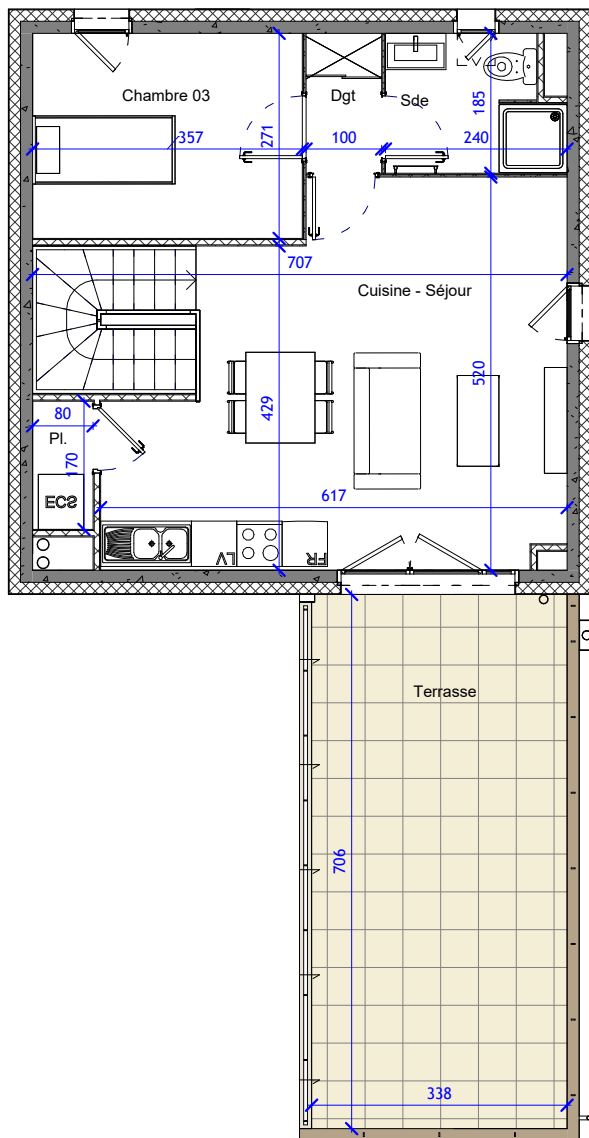 Chambre 03
Dgt
Sde
185
357
271
100
240
707
Cuisine - Séjour
520
429
80
Pl.
170
ECS
617
LV
FR
Terrasse
706
338